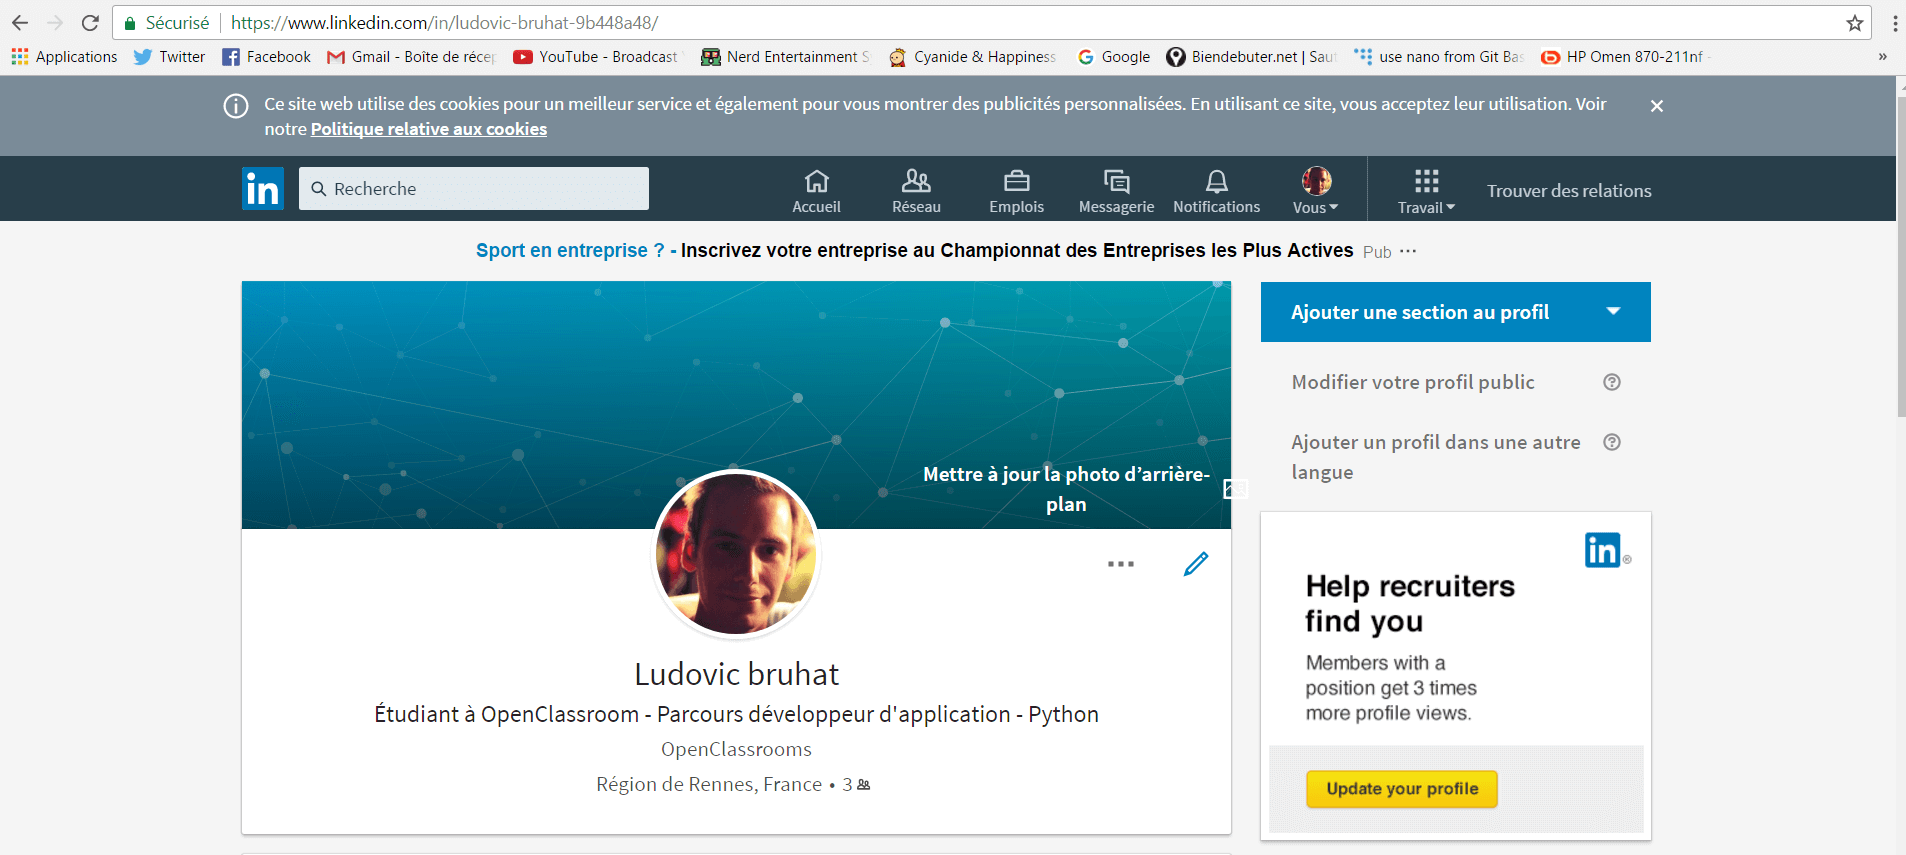 Sécurisé https://www.linkedin.com/in/ludovic-bruhat-9b448a48/
Applications Twitter Facebook Gmail - Boîte de récep YouTube - Broadcast Nerd Entertainment S Cyanide & Happiness Google Biendebuter.net | Saut use nano from Git Bas HP Omen 870-211nf - »
Ce site web utilise des cookies pour un meilleur service et également pour vous montrer des publicités personnalisées. En utilisant ce site, vous acceptez leur utilisation. Voir
notre Politique relative aux cookies
in Recherche Accueil Réseau Emplois Messagerie Notifications Vous Travail Trouver des relations
Sport en entreprise ? - Inscrivez votre entreprise au Championnat des Entreprises les Plus Actives Pub ···
Mettre à jour la photo d’arrière-
plan
Ludovic bruhat
Étudiant à OpenClassroom - Parcours développeur d'application - Python
OpenClassrooms
Région de Rennes, France • 3
Ajouter une section au profil
Modifier votre profil public ?
Ajouter un profil dans une autre ?
langue
in ®
Help recruiters
find you
Members with a
position get 3 times
more profile views.
Update your profile